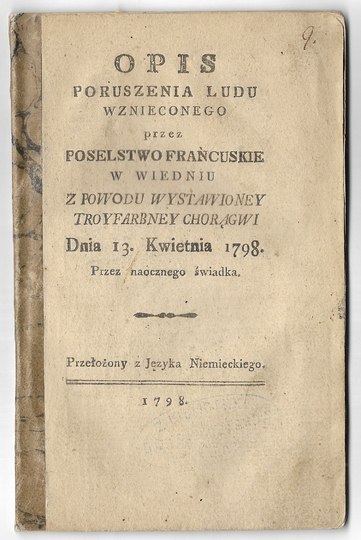 9.
OPIS
PORUSZENIA LUDU
WZNIECONEGO
przez
POSELSTWO FRANCUSKIE
W WIEDNIU
Z POWODU WYSTAWIONEY
TROYFARBNEY CHORĄGWI
Dnia 13. Kwietnia 1798.
Przez naocznego świadka.
Przełożony z Języka Niemieckiego.
1798.